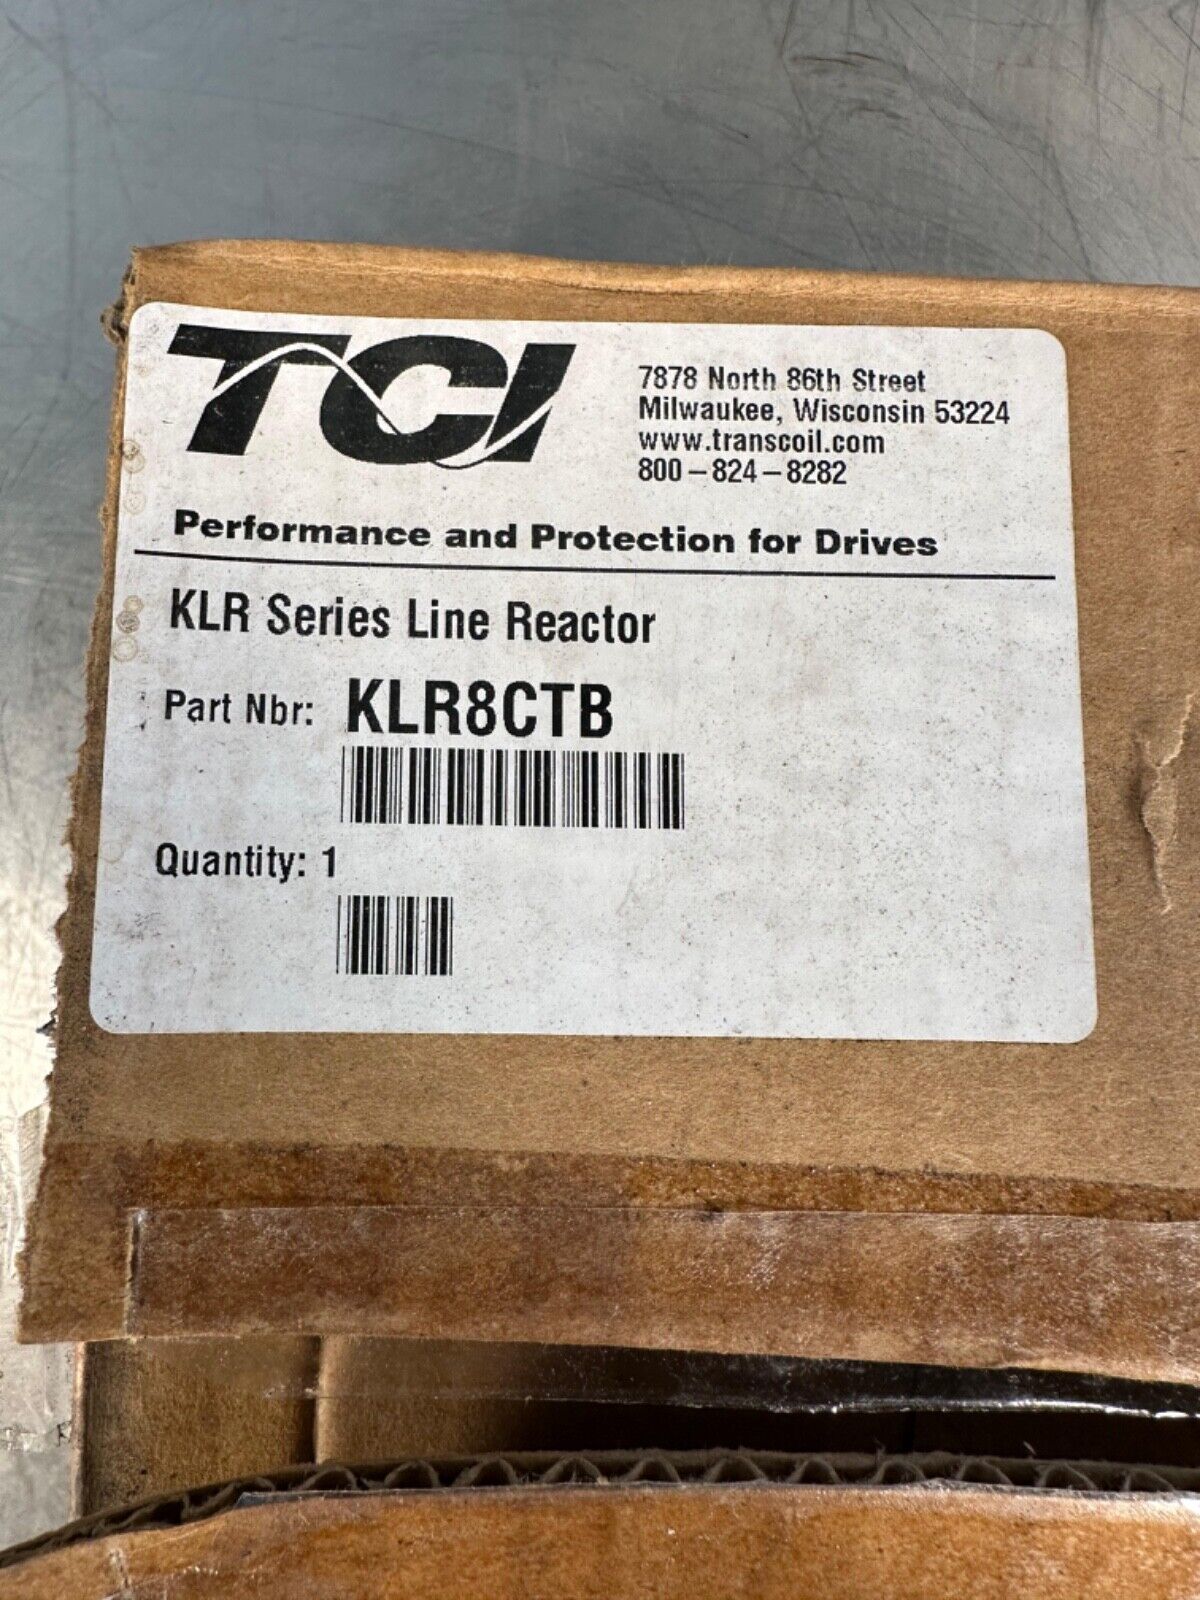 TCI
7878 North 86th Street
Milwaukee, Wisconsin 53224
www.transcoil.com
800-824-8282
Performance and Protection for Drives
KLR Series Line Reactor
Part Nbr: KLR8CTB
Quantity: 1